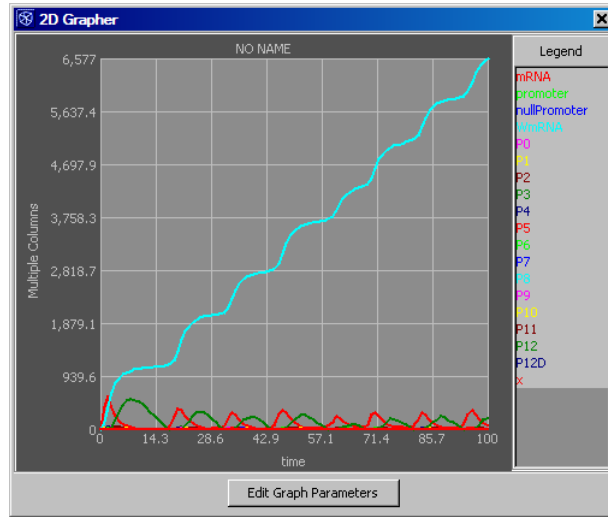 2D Grapher
NO NAME
Legend
6,577
5,637.4
4,697.9
3,758.3
2,818.7
1,879.1
939.6
0
Multiple Columns
0 14.3 28.6 42.9 57.1 71.4 85.7 100
time
mRNA
promoter
nullPromoter
WmRNA
P0
P1
P2
P3
P4
P5
P6
P7
P8
P9
P10
P11
P12
P12D
x
Edit Graph Parameters